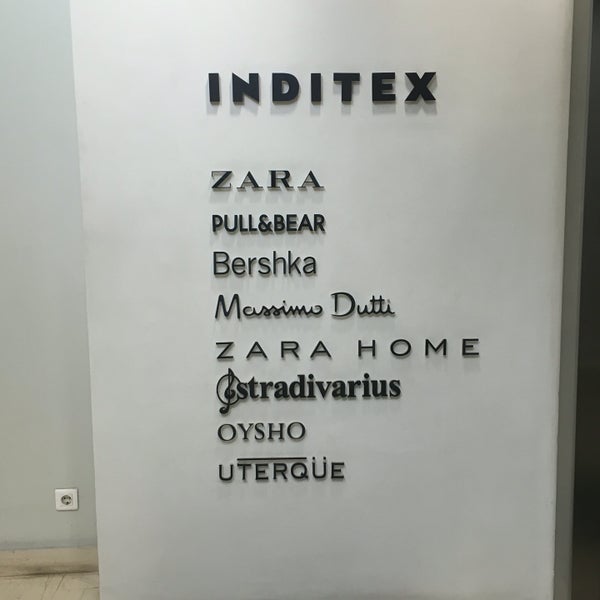 INDITEX
ZARA
PULL&BEAR
Bershka
Massimo Dutti
ZARA HOME
stradivarius
OYSHO
UTERQÜE